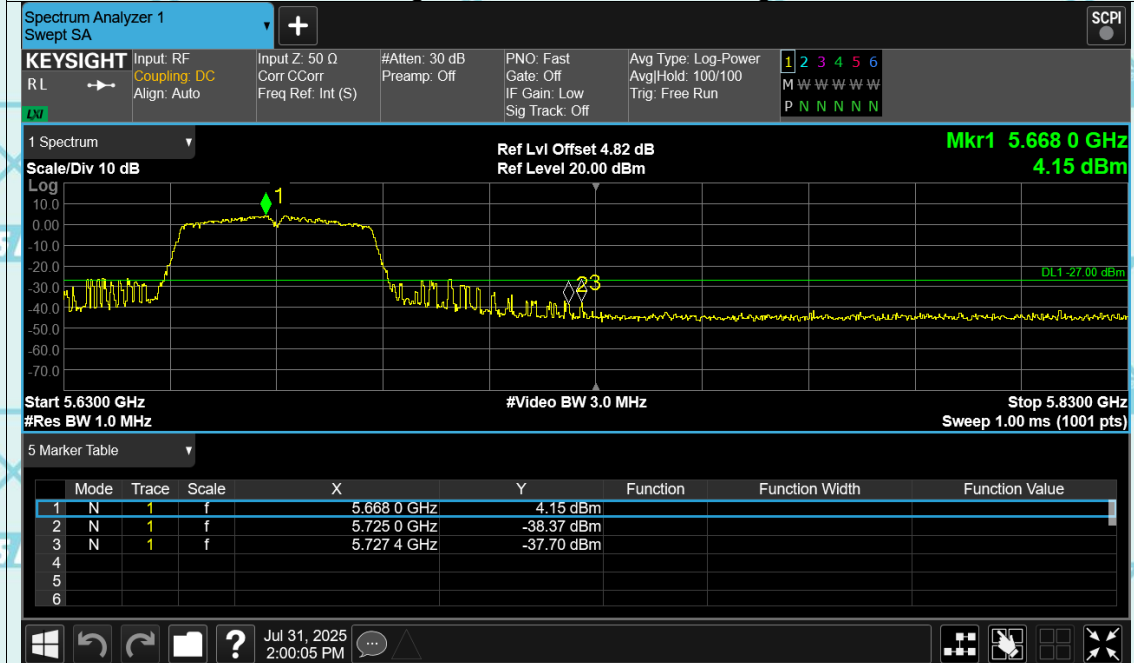 Spectrum Analyzer 1
Swept SA
+
SCPI
KEYSIGHT Input: RF Input Z: 50 Ω #Atten: 30 dB PNO: Fast Avg Type: Log-Power 1 2 3 4 5 6
R L Coupling: DC Corr CCorr Preamp: Off Gate: Off Avg|Hold: 100/100 M W W W W W
Align: Auto Freq Ref: Int (S) IF Gain: Low Trig: Free Run
LXI Sig Track: Off P N N N N N
1 Spectrum
Scale/Div 10 dB
Ref Lvl Offset 4.82 dB
Ref Level 20.00 dBm
Mkr1 5.668 0 GHz
4.15 dBm
Log
1
10.0
0.00
-10.0
-20.0
DL1 -27.00 dBm
-30.0
2 3
-40.0
-50.0
-60.0
-70.0
Start 5.6300 GHz #Video BW 3.0 MHz Stop 5.8300 GHz
#Res BW 1.0 MHz Sweep 1.00 ms (1001 pts)
5 Marker Table
Mode Trace Scale X Y Function Function Width Function Value
1 N 1 f 5.668 0 GHz 4.15 dBm
2 N 1 f 5.725 0 GHz -38.37 dBm
3 N 1 f 5.727 4 GHz -37.70 dBm
4
5
6
?
Jul 31, 2025
2:00:05 PM